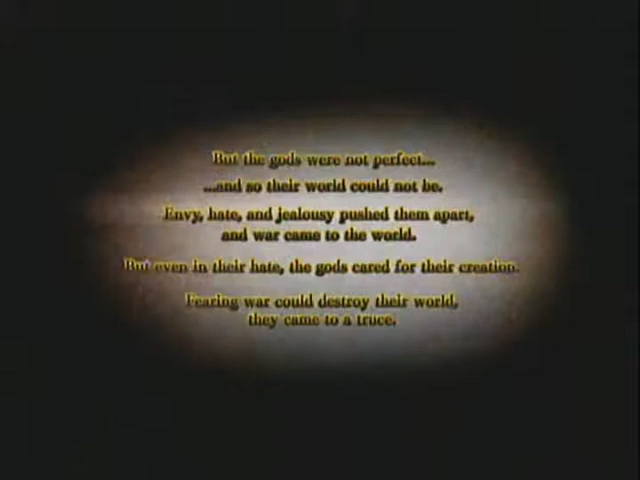 But the gods were not perfect...
...and so their world could not be.
Envy, hate, and jealousy pushed them apart,
and war came to the world.
But even in their hate, the gods cared for their creation.
Fearing war could destroy their world,
they came to a truce.